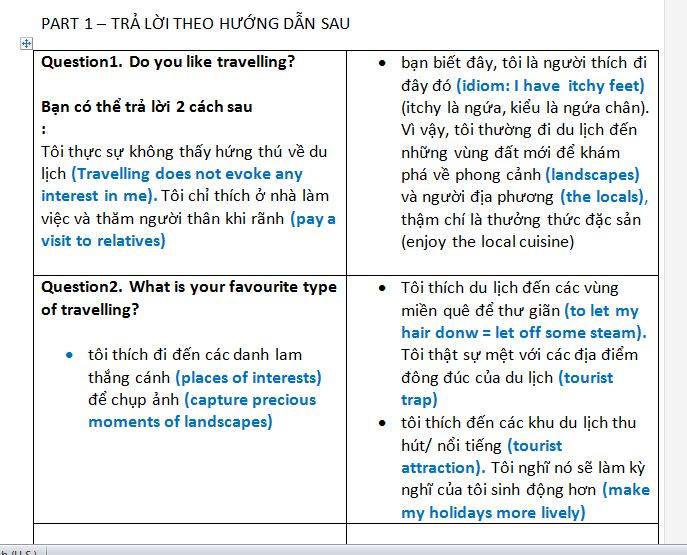 PART 1 – TRẢ LỜI THEO HƯỚNG DẪN SAU
Question1. Do you like travelling?
Bạn có thể trả lời 2 cách sau
:
Tôi thực sự không thấy hứng thú về du
lịch (Travelling does not evoke any
interest in me). Tôi chỉ thích ở nhà làm
việc và thăm người thân khi rãnh (pay a
visit to relatives)
• bạn biết đây, tôi là người thích đi
đây đó (idiom: I have itchy feet)
(itchy là ngứa, kiểu là ngứa chân).
Vì vậy, tôi thường đi du lịch đến
những vùng đất mới để khám
phá về phong cảnh (landscapes)
và người địa phương (the locals),
thậm chí là thưởng thức đặc sản
(enjoy the local cuisine)
Question2. What is your favourite type
of travelling?
• tôi thích đi đến các danh lam
thắng cánh (places of interests)
để chụp ảnh (capture precious
moments of landscapes)
• Tôi thích du lịch đến các vùng
miền quê để thư giãn (to let my
hair donw = let off some steam).
Tôi thật sự mệt với các địa điểm
đông đúc của du lịch (tourist
trap)
• tôi thích đến các khu du lịch thu
hút/ nổi tiếng (tourist
attraction). Tôi nghĩ nó sẽ làm kỳ
nghĩ của tôi sinh động hơn (make
my holidays more lively)